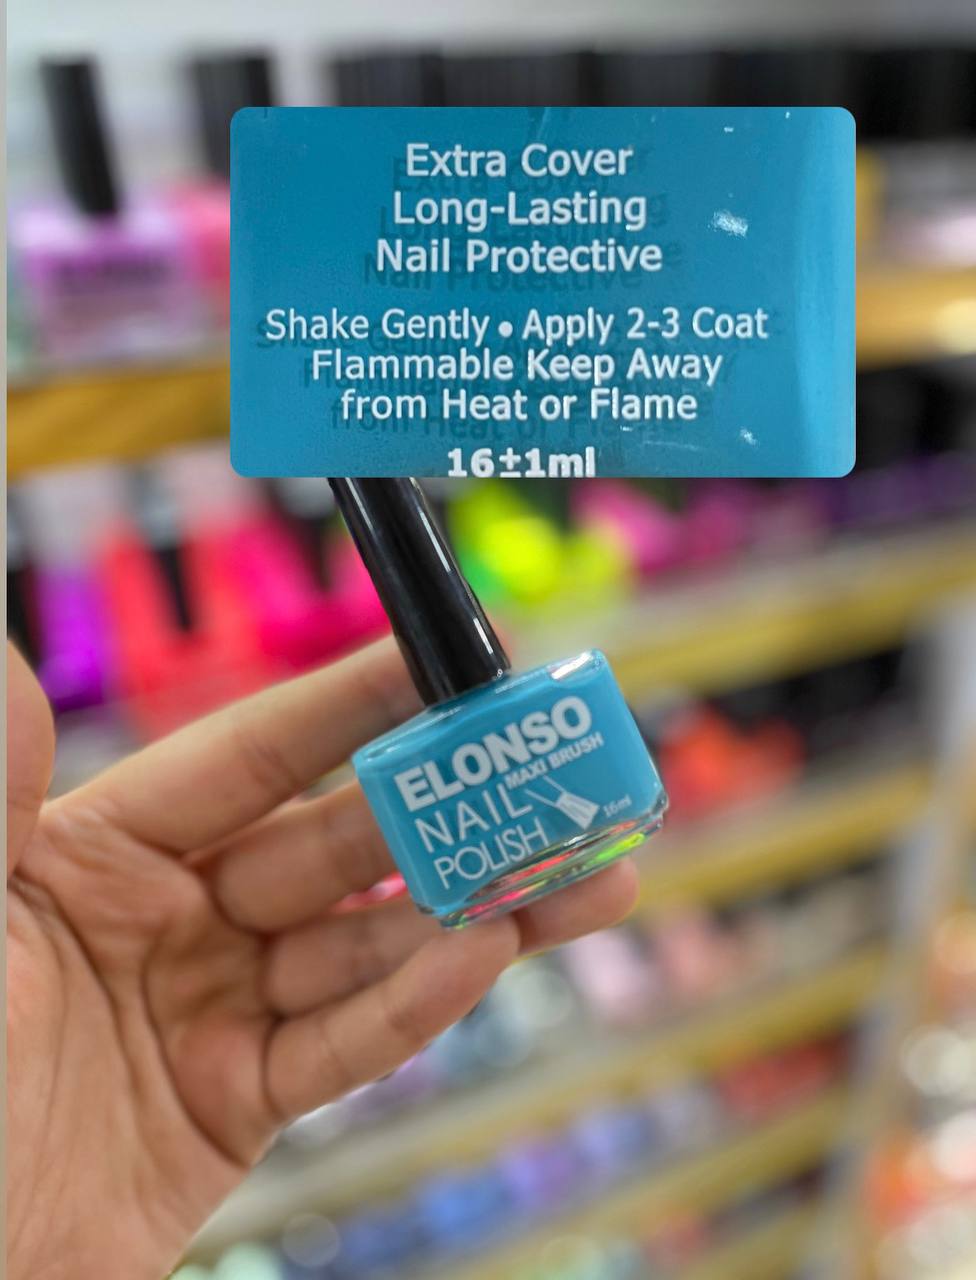 Extra Cover
Long-Lasting
Nail Protective
Shake Gently • Apply 2-3 Coat
Flammable Keep Away
from Heat or Flame
16±1ml
ELONSO
MAXI BRUSH
NAIL
POLISH
16ml